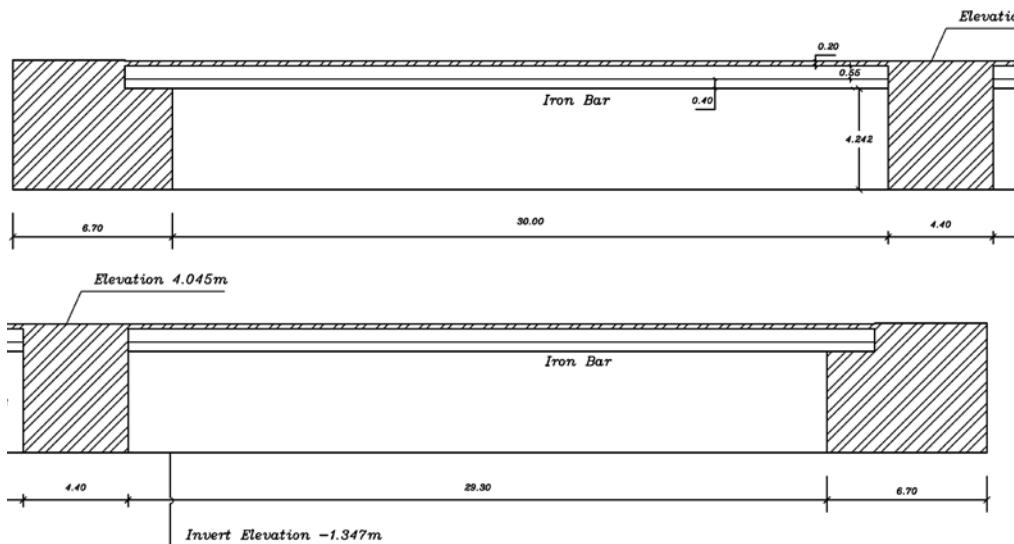 Elevatio
0.20
0.55
Iron Bar
0.40
4.242
6.70
30.00
4.40
Elevation 4.045m
Iron Bar
4.40
29.30
6.70
Invert Elevation -1.347m